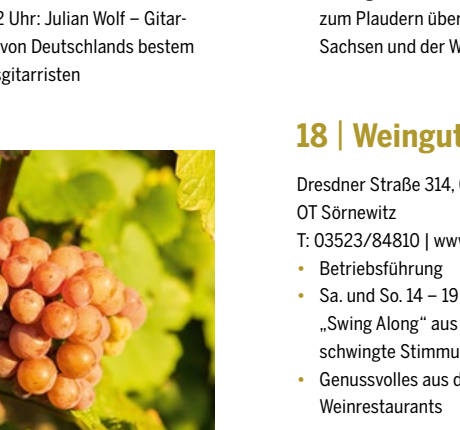 2 Uhr: Julian Wolf – Gitar-
von Deutschlands bestem
sgitarristen
zum Plaudern über
Sachsen und der W
18 | Weingut
Dresdner Straße 314,
OT Sörnewitz
T: 03523/84810 | www
• Betriebsführung
• Sa. und So. 14 – 19
„Swing Along“ aus
schwingte Stimmu
• Genussvolles aus d
Weinrestaurants